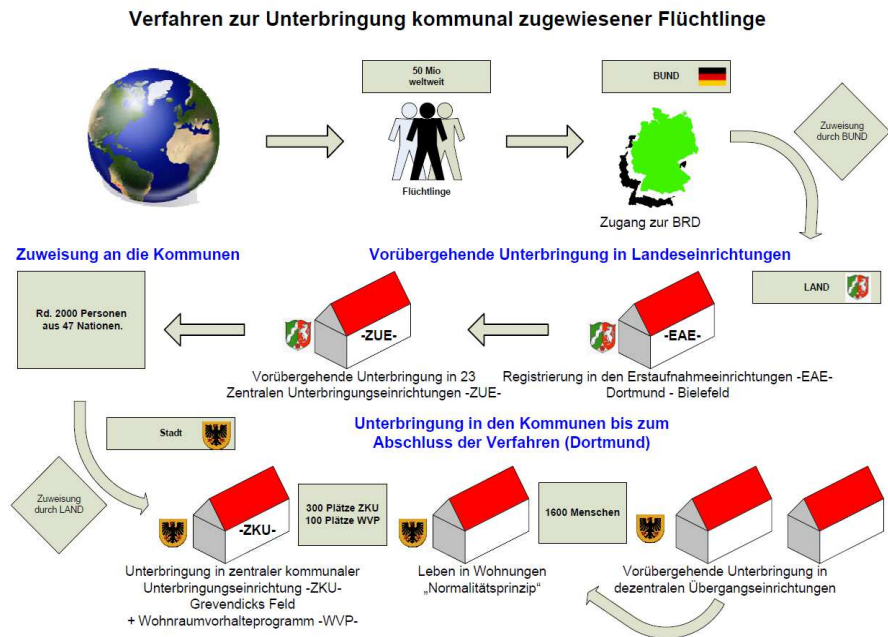 Verfahren zur Unterbringung kommunal zugewiesener Flüchtlinge
50 Mio
weltweit
Flüchtlinge
BUND
Zugang zur BRD
Zuweisung
durch BUND
Zuweisung an die Kommunen
Vorübergehende Unterbringung in Landeseinrichtungen
LAND
Rd. 2000 Personen
aus 47 Nationen.
-ZUE-
-EAE-
Vorübergehende Unterbringung in 23
Zentralen Unterbringungseinrichtungen -ZUE-
Registrierung in den Erstaufnahmeeinrichtungen -EAE-
Dortmund - Bielefeld
Stadt
Unterbringung in den Kommunen bis zum
Abschluss der Verfahren (Dortmund)
Zuweisung
durch LAND
-ZKU-
300 Plätze ZKU
100 Plätze WVP
1600 Menschen
Unterbringung in zentraler kommunaler
Unterbringungseinrichtung -ZKU-
Grevendicks Feld
+ Wohnraumvorhalteprogramm -WVP-
Leben in Wohnungen
„Normalitätsprinzip“
Vorübergehende Unterbringung in
dezentralen Übergangseinrichtungen